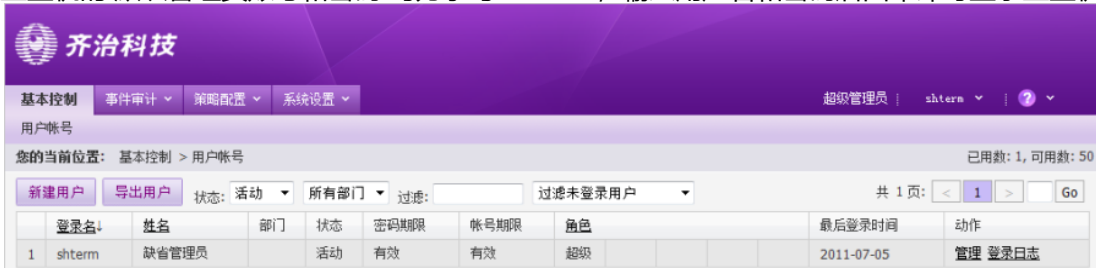 齐治科技
基本控制 事件审计 策略配置 系统设置 超级管理员 | shterm | ?
用户帐号
您的当前位置： 基本控制 > 用户帐号 已用数: 1, 可用数: 50
新建用户 导出用户 状态: 活动 所有部门 过滤: 过滤未登录用户 共 1 页: < 1 > Go
登录名↓ 姓名 部门 状态 密码期限 帐号期限 角色 最后登录时间 动作
1 shterm 缺省管理员 活动 有效 有效 超级 2011-07-05 管理 登录日志